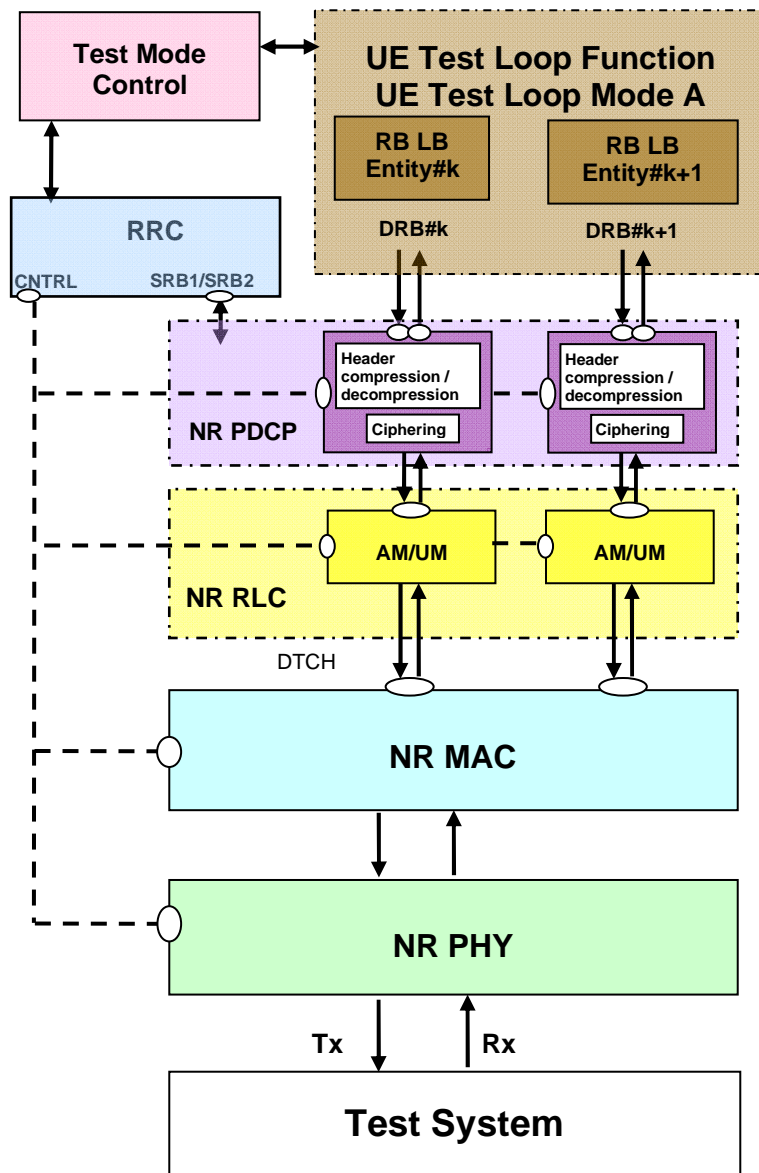 Test Mode
Control
UE Test Loop Function
UE Test Loop Mode A
RB LB
Entity#k
RB LB
Entity#k+1
DRB#k
DRB#k+1
RRC
CNTRL
SRB1/SRB2
Header
compression /
decompression
Ciphering
Header
compression /
decompression
Ciphering
NR PDCP
AM/UM
AM/UM
NR RLC
DTCH
NR MAC
NR PHY
Tx
Rx
Test System